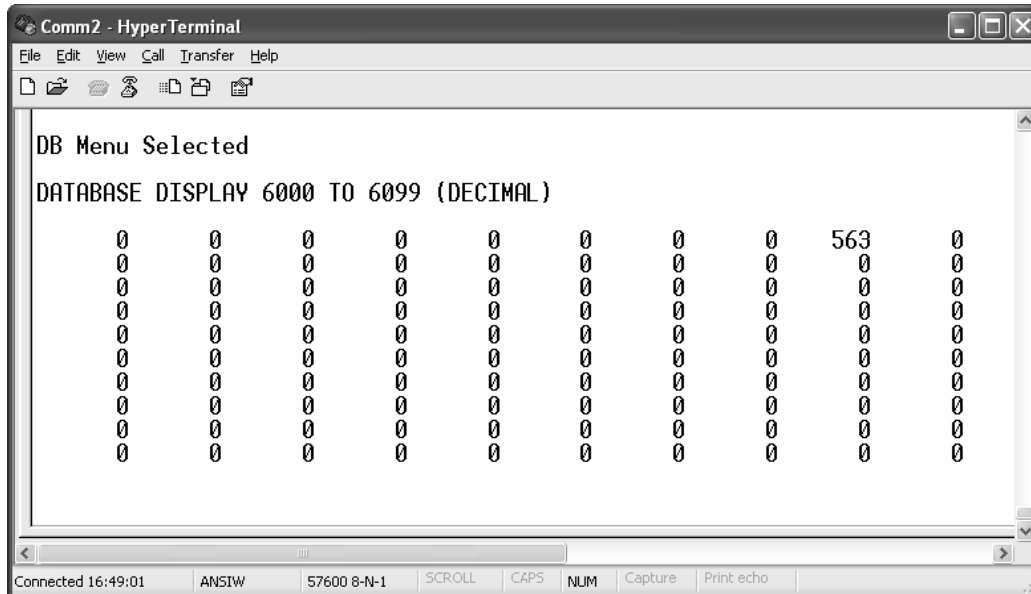 Comm2 - HyperTerminal
File Edit View Call Transfer Help
DB Menu Selected
DATABASE DISPLAY 6000 TO 6099 (DECIMAL)
0 0 0 0 0 0 0 0 563 0
0 0 0 0 0 0 0 0 0 0
0 0 0 0 0 0 0 0 0 0
0 0 0 0 0 0 0 0 0 0
0 0 0 0 0 0 0 0 0 0
0 0 0 0 0 0 0 0 0 0
0 0 0 0 0 0 0 0 0 0
0 0 0 0 0 0 0 0 0 0
0 0 0 0 0 0 0 0 0 0
0 0 0 0 0 0 0 0 0 0
Connected 16:49:01 ANSIW 57600 8-N-1 SCROLL CAPS NUM Capture Print echo